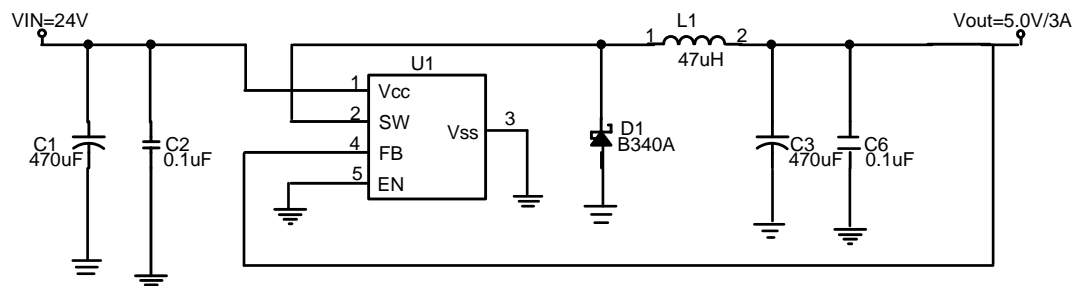 VIN=24V
Vout=5.0V/3A
L1
1
2
47uH
U1
1
Vcc
2
SW
Vss
3
4
FB
5
EN
C1
470uF
C2
0.1uF
D1
B340A
C3
470uF
C6
0.1uF